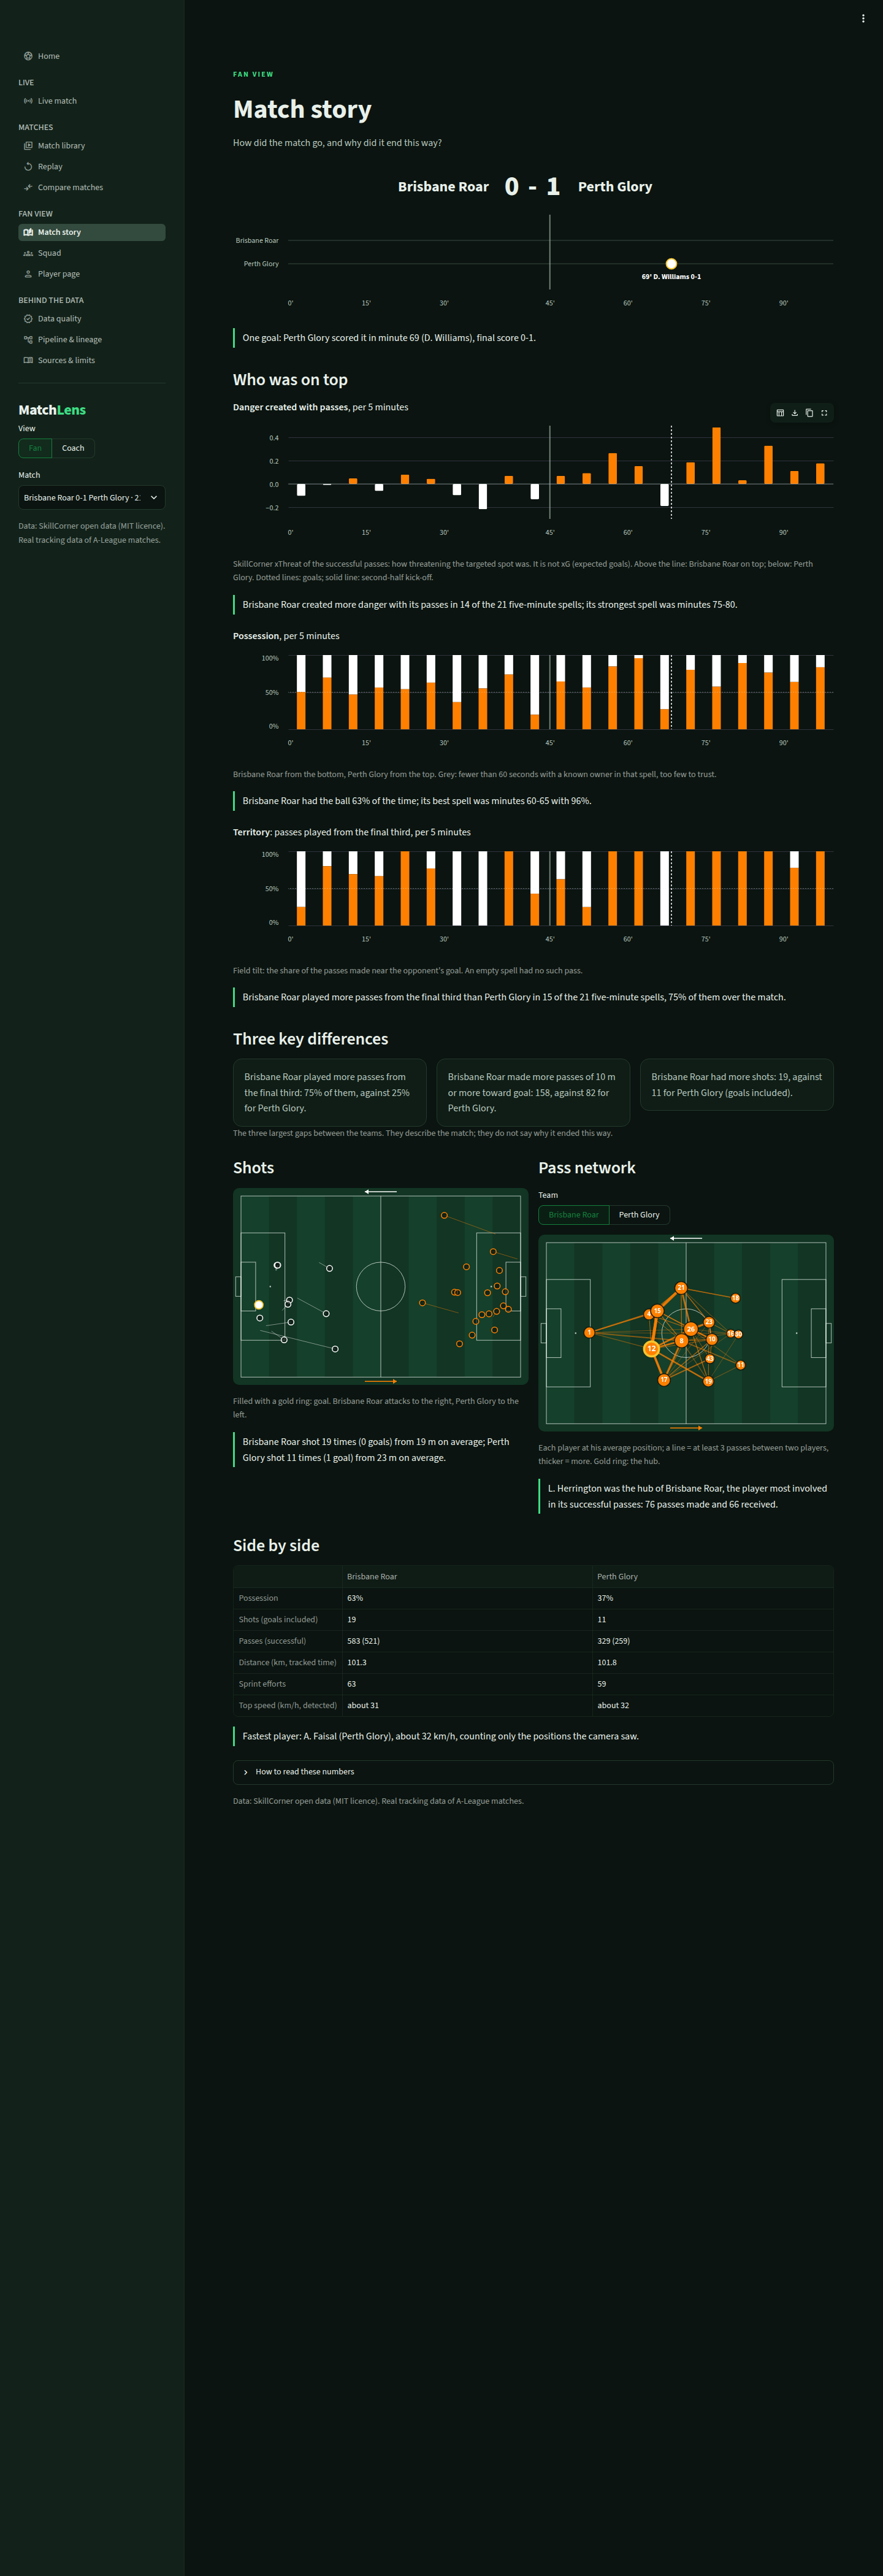 Home
LIVE
Live match
MATCHES
Match library
Replay
Compare matches
FAN VIEW
Match story
Squad
Player page
BEHIND THE DATA
Data quality
Pipeline & lineage
Sources & limits
MatchLens
View
Fan
Coach
Match
Brisbane Roar 0-1 Perth Glory · 2
Data: SkillCorner open data (MIT licence).
Real tracking data of A-League matches.
FAN VIEW
Match story
How did the match go, and why did it end this way?
Brisbane Roar 0 - 1 Perth Glory
Brisbane Roar
Perth Glory
69' D. Williams 0-1
0' 15' 30' 45' 60' 75' 90'
One goal: Perth Glory scored it in minute 69 (D. Williams), final score 0-1.
Who was on top
Danger created with passes, per 5 minutes
0.4
0.2
0.0
−0.2
0' 15' 30' 45' 60' 75' 90'
SkillCorner xThreat of the successful passes: how threatening the targeted spot was. It is not xG (expected goals). Above the line: Brisbane Roar on top; below: Perth
Glory. Dotted lines: goals; solid line: second-half kick-off.
Brisbane Roar created more danger with its passes in 14 of the 21 five-minute spells; its strongest spell was minutes 75-80.
Possession, per 5 minutes
100%
50%
0%
0' 15' 30' 45' 60' 75' 90'
Brisbane Roar from the bottom, Perth Glory from the top. Grey: fewer than 60 seconds with a known owner in that spell, too few to trust.
Brisbane Roar had the ball 63% of the time; its best spell was minutes 60-65 with 96%.
Territory: passes played from the final third, per 5 minutes
100%
50%
0%
0' 15' 30' 45' 60' 75' 90'
Field tilt: the share of the passes made near the opponent's goal. An empty spell had no such pass.
Brisbane Roar played more passes from the final third than Perth Glory in 15 of the 21 five-minute spells, 75% of them over the match.
Three key differences
Brisbane Roar played more passes from
the final third: 75% of them, against 25%
for Perth Glory.
Brisbane Roar made more passes of 10 m
or more toward goal: 158, against 82 for
Perth Glory.
Brisbane Roar had more shots: 19, against
11 for Perth Glory (goals included).
The three largest gaps between the teams. They describe the match; they do not say why it ended this way.
Shots
Filled with a gold ring: goal. Brisbane Roar attacks to the right, Perth Glory to the
left.
Brisbane Roar shot 19 times (0 goals) from 19 m on average; Perth
Glory shot 11 times (1 goal) from 23 m on average.
Pass network
Team
Brisbane Roar
Perth Glory
21
18
15
23
26
1
8
10
12
17
19
Each player at his average position; a line = at least 3 passes between two players,
thicker = more. Gold ring: the hub.
L. Herrington was the hub of Brisbane Roar, the player most involved
in its successful passes: 76 passes made and 66 received.
Side by side
Brisbane Roar Perth Glory
Possession 63% 37%
Shots (goals included) 19 11
Passes (successful) 583 (521) 329 (259)
Distance (km, tracked time) 101.3 101.8
Sprint efforts 63 59
Top speed (km/h, detected) about 31 about 32
Fastest player: A. Faisal (Perth Glory), about 32 km/h, counting only the positions the camera saw.
How to read these numbers
Data: SkillCorner open data (MIT licence). Real tracking data of A-League matches.